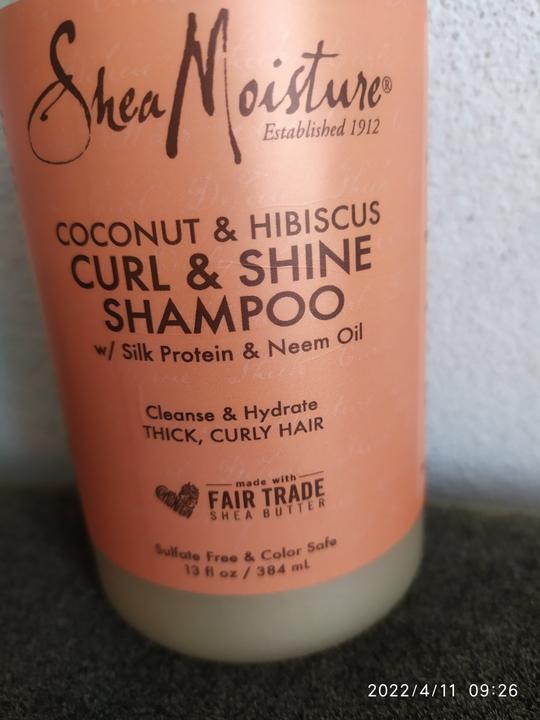 SheaMoisture®
Established 1912
COCONUT & HIBISCUS
CURL & SHINE
SHAMPOO
w/ Silk Protein & Neem Oil
Cleanse & Hydrate
THICK, CURLY HAIR
made with
FAIR TRADE
SHEA BUTTER
Sulfate Free & Color Safe
13 fl oz / 384 mL
2022/4/11 09:26